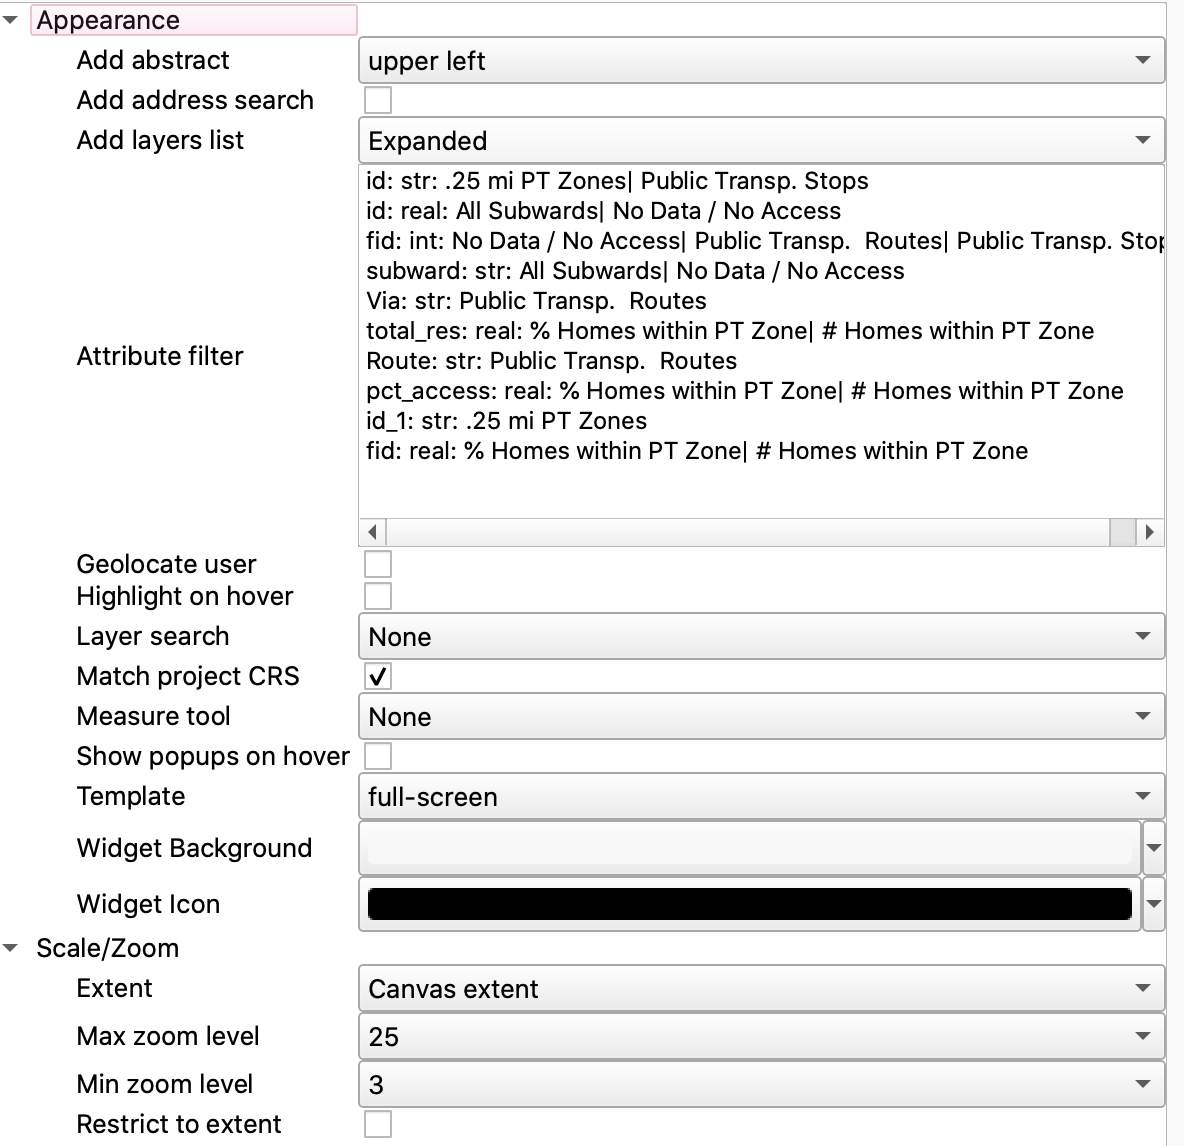 Appearance
Add abstract upper left
Add address search
Add layers list Expanded
id: str: .25 mi PT Zones| Public Transp. Stops
id: real: All Subwards| No Data / No Access
fid: int: No Data / No Access| Public Transp.  Routes| Public Transp. Stop
subward: str: All Subwards| No Data / No Access
Via: str: Public Transp.  Routes
total_res: real: % Homes within PT Zone| # Homes within PT Zone
Attribute filter
Route: str: Public Transp.  Routes
pct_access: real: % Homes within PT Zone| # Homes within PT Zone
id_1: str: .25 mi PT Zones
fid: real: % Homes within PT Zone| # Homes within PT Zone
Geolocate user
Highlight on hover
Layer search None
Match project CRS
Measure tool None
Show popups on hover
Template full-screen
Widget Background
Widget Icon
Scale/Zoom
Extent Canvas extent
Max zoom level 25
Min zoom level 3
Restrict to extent